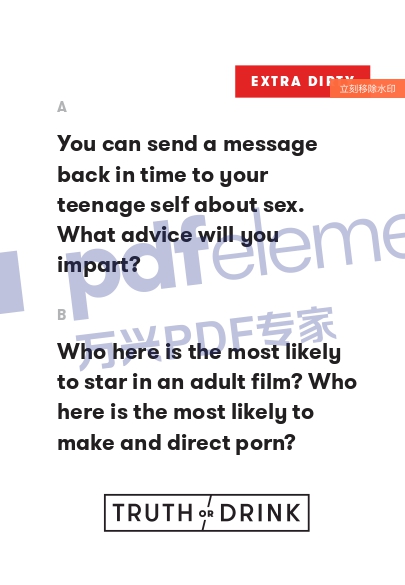 EXTRA DIRTY
立刻移除水印
A
You can send a message
back in time to your
teenage self about sex.
What advice will you
impart?
pdfeleme
B
万兴PDF专家
Who here is the most likely
to star in an adult film? Who
here is the most likely to
make and direct porn?
TRUTH OR DRINK